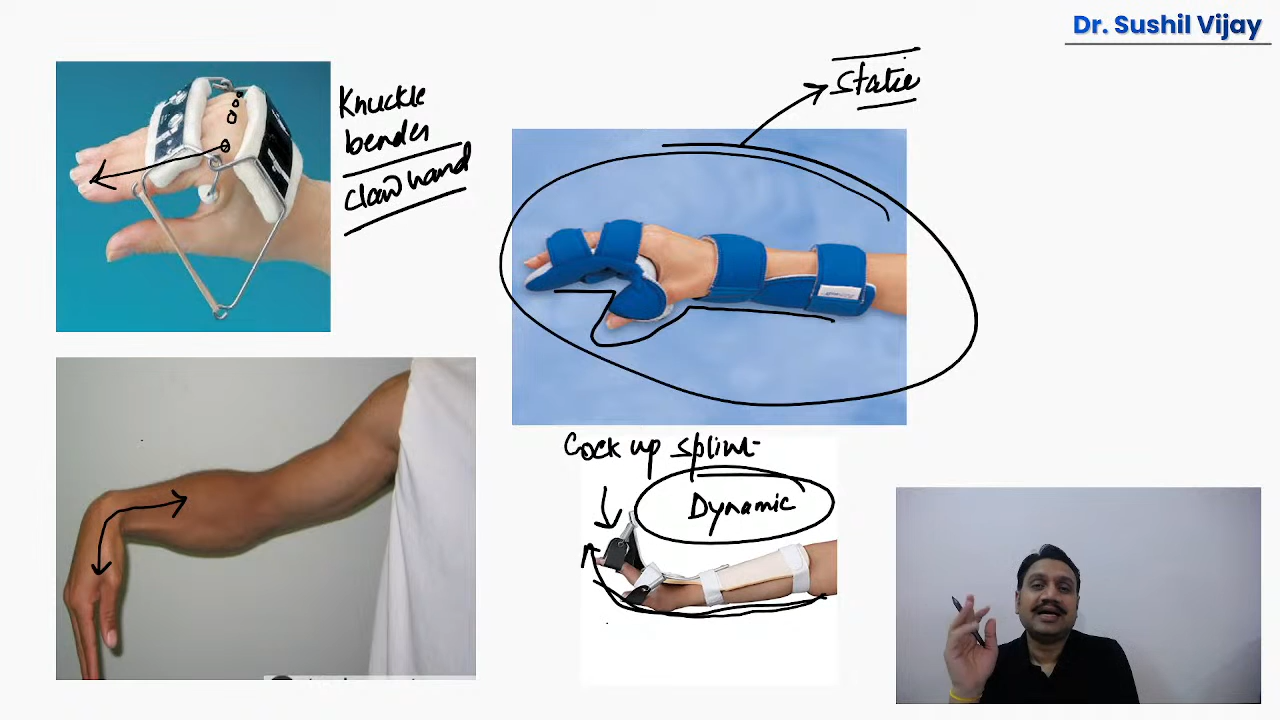 Dr. Sushil Vijay
Knuckle
bender
Claw hand
Static
Cock up splint
Dynamic